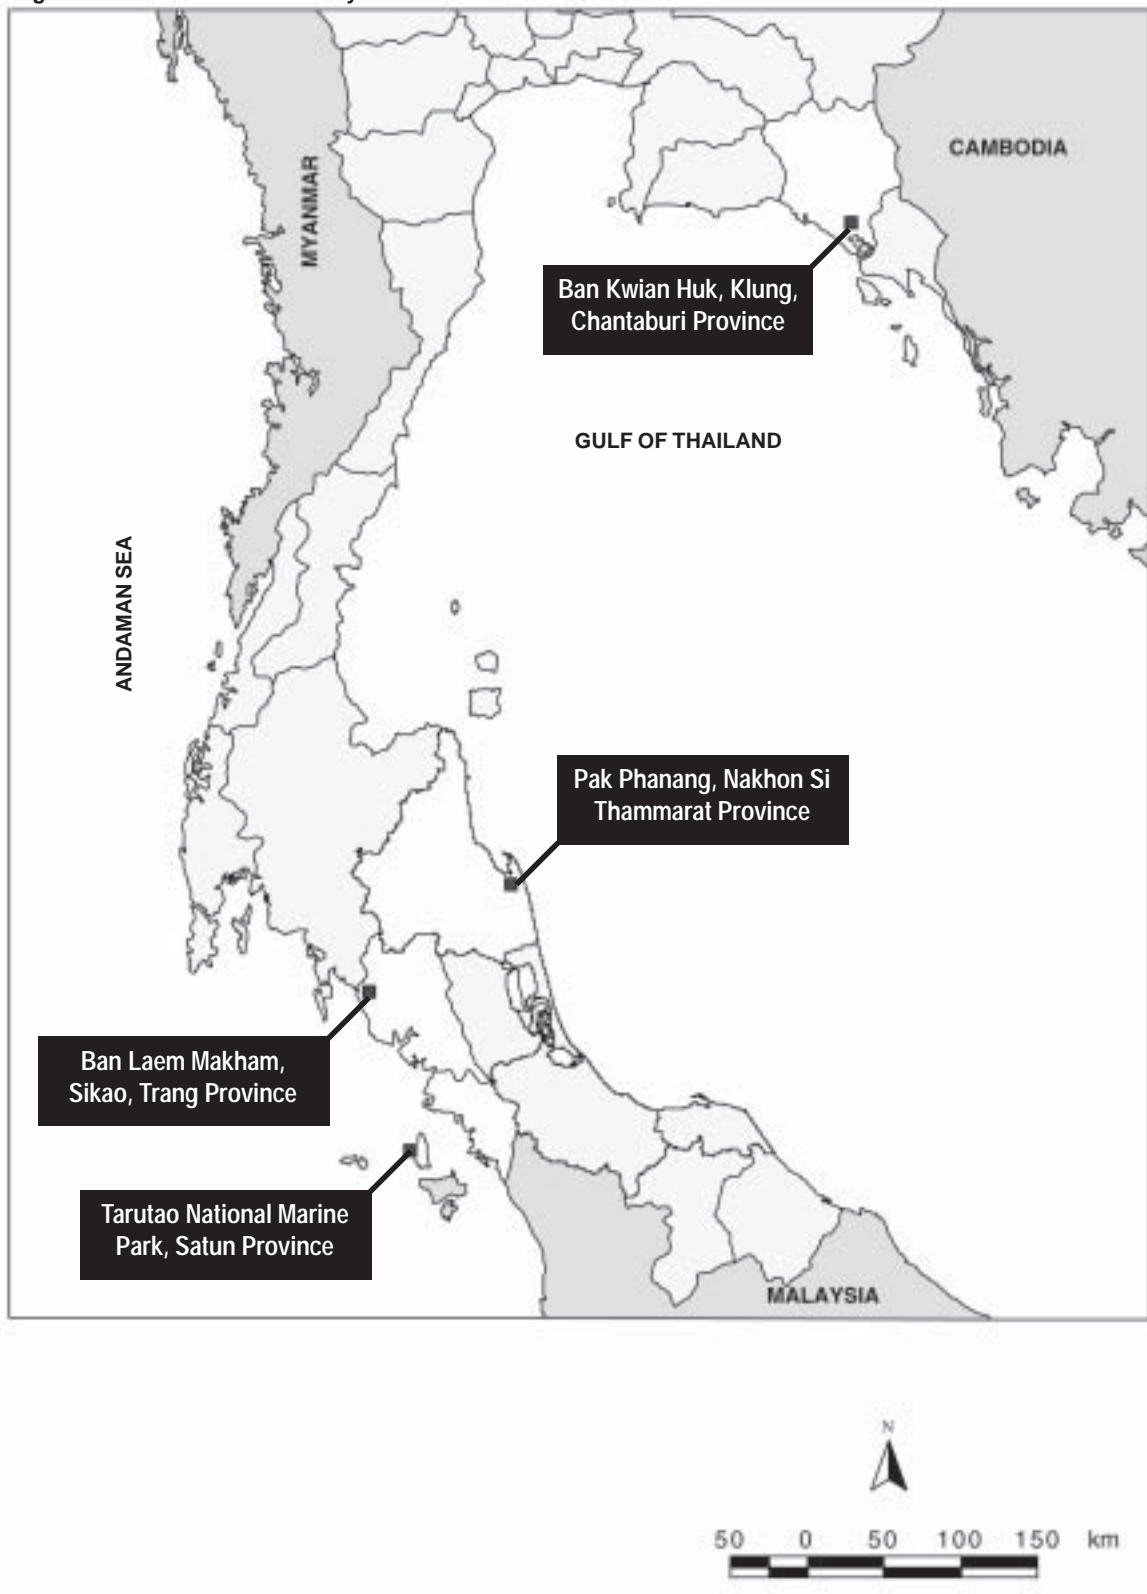 CAMBODIA
MYANMAR
Ban Kwian Huk, Klung,
Chantaburi Province
GULF OF THAILAND
ANDAMAN SEA
Pak Phanang, Nakhon Si
Thammarat Province
Ban Laem Makham,
Sikao, Trang Province
Tarutao National Marine
Park, Satun Province
MALAYSIA
N
50 0 50 100 150 km